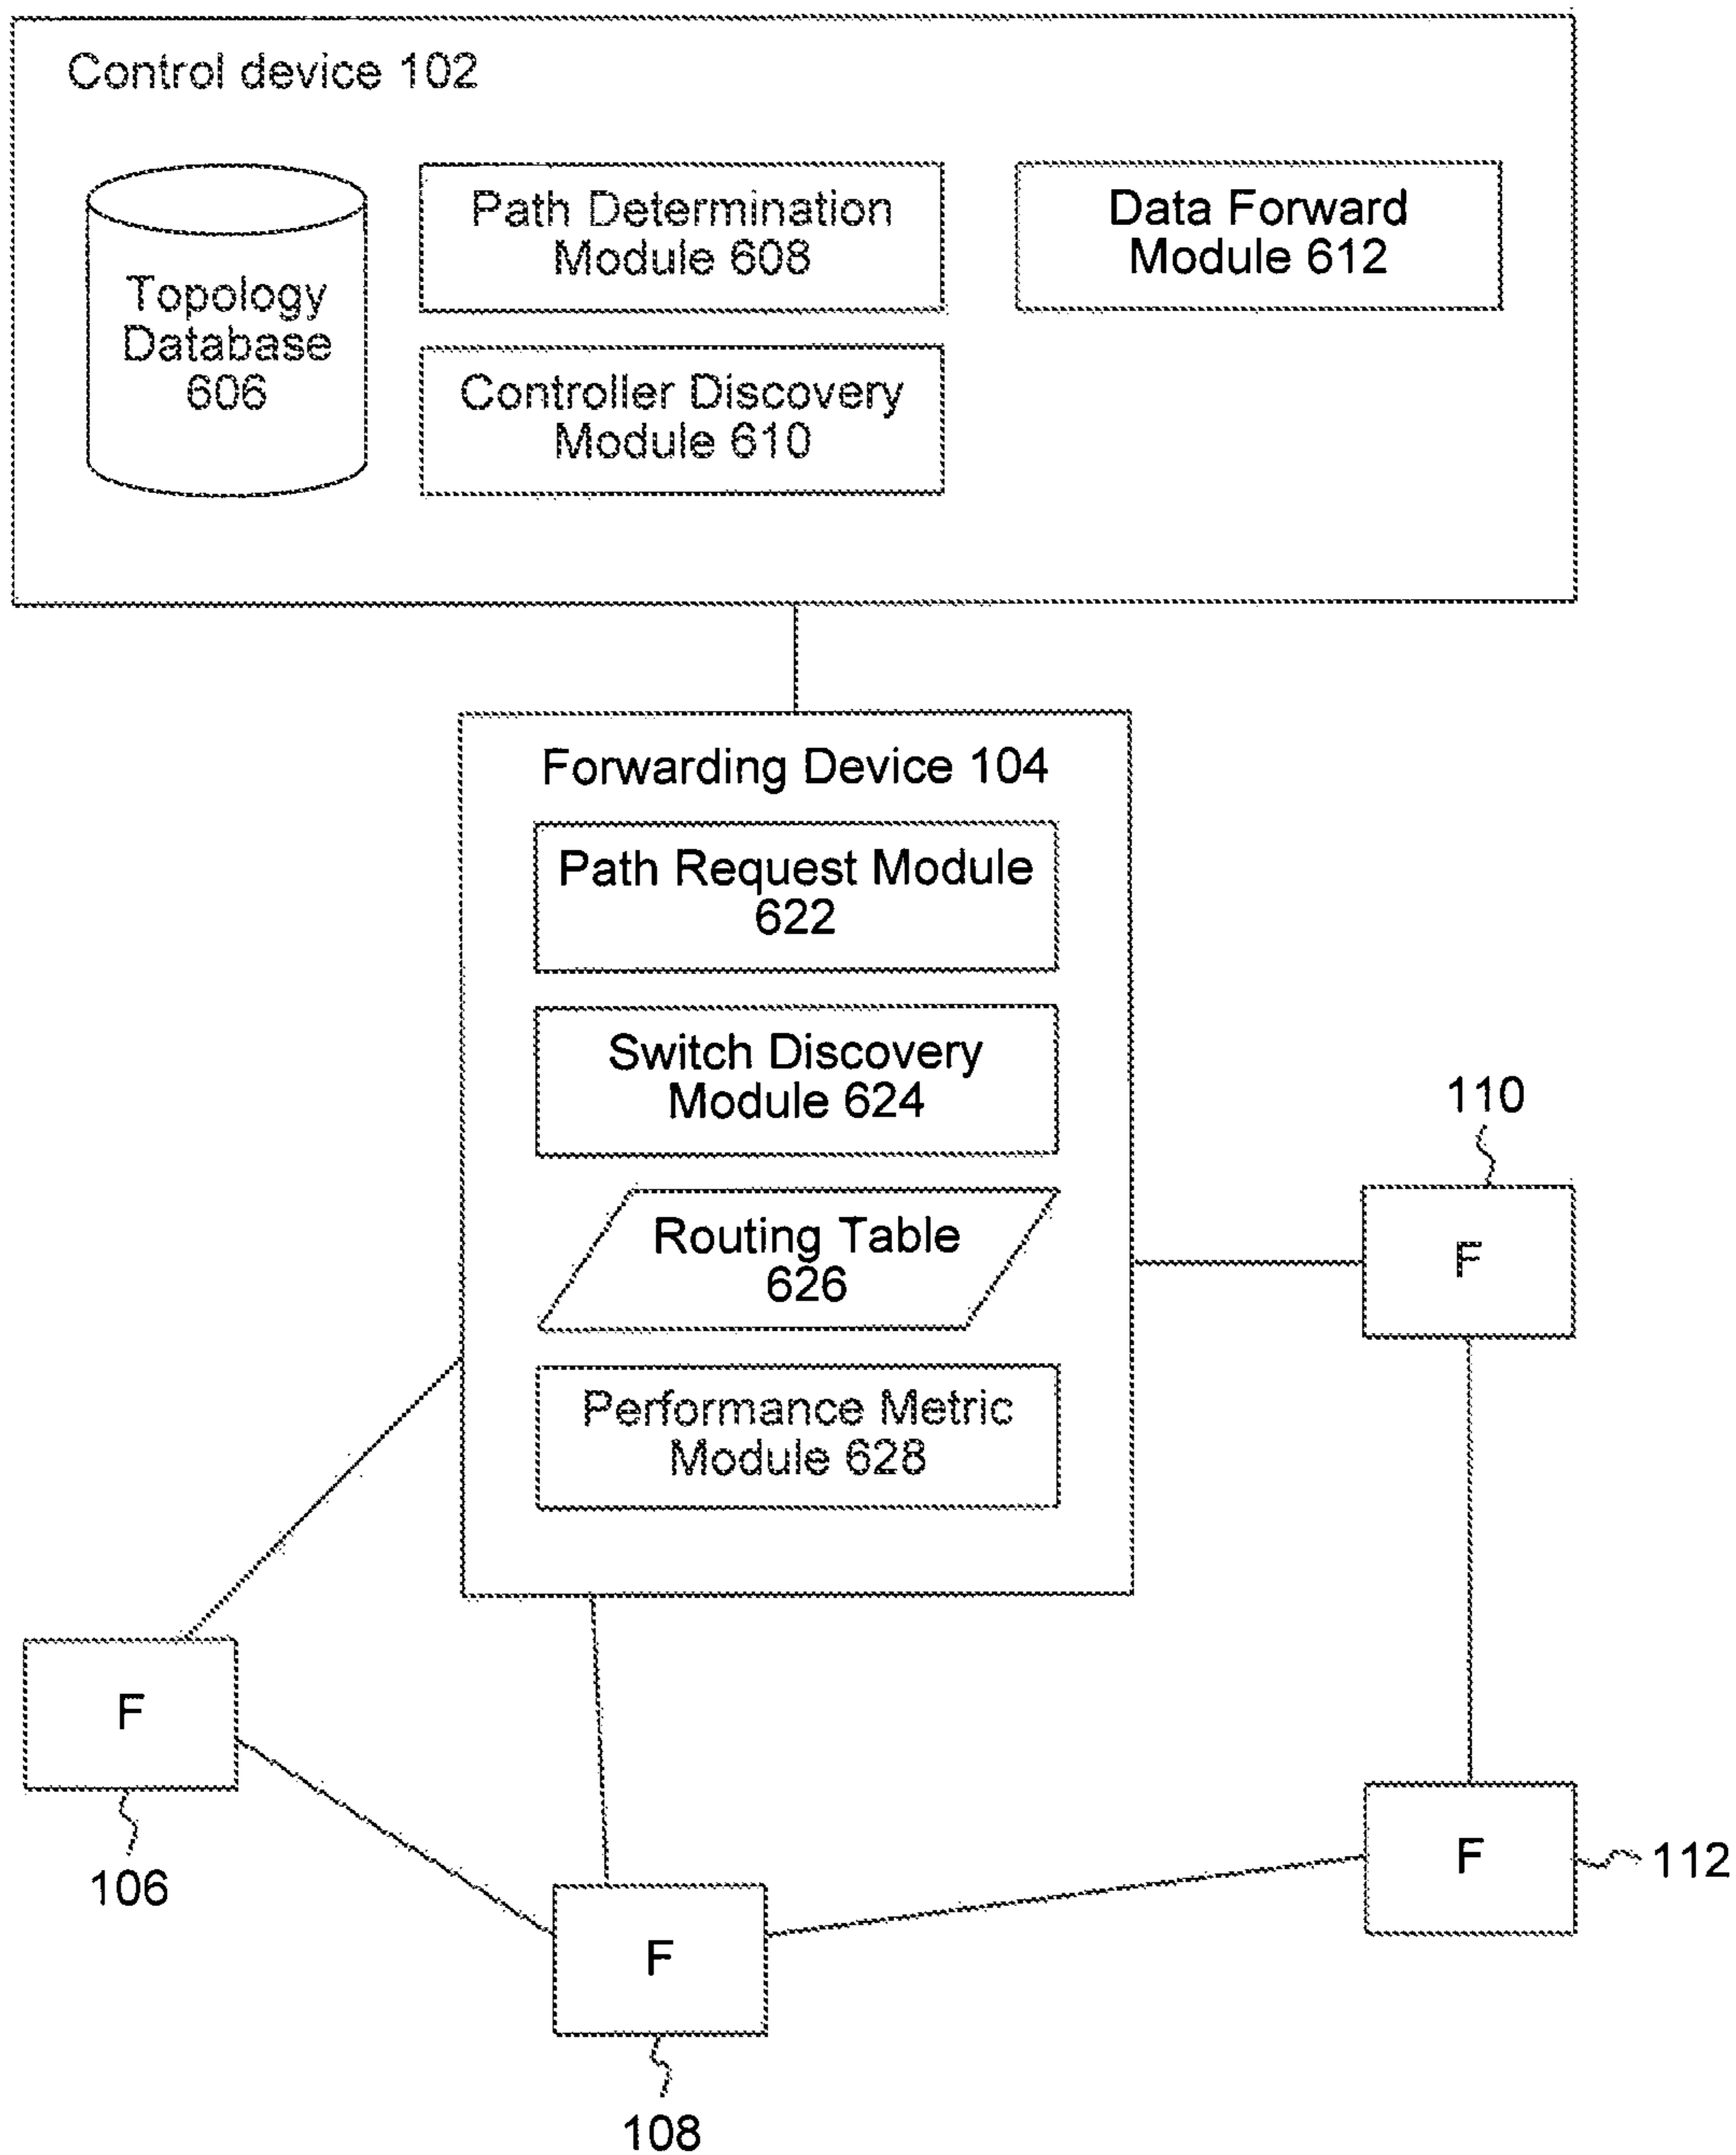 Control device 102
Topology
Database
606
Path Determination
Module 608
Controller Discovery
Module 610
Data Forward
Module 612
Forwarding Device 104
Path Request Module
622
Switch Discovery
Module 624
Routing Table
626
Performance Metric
Module 628
110
F
F
106
F
108
F
112